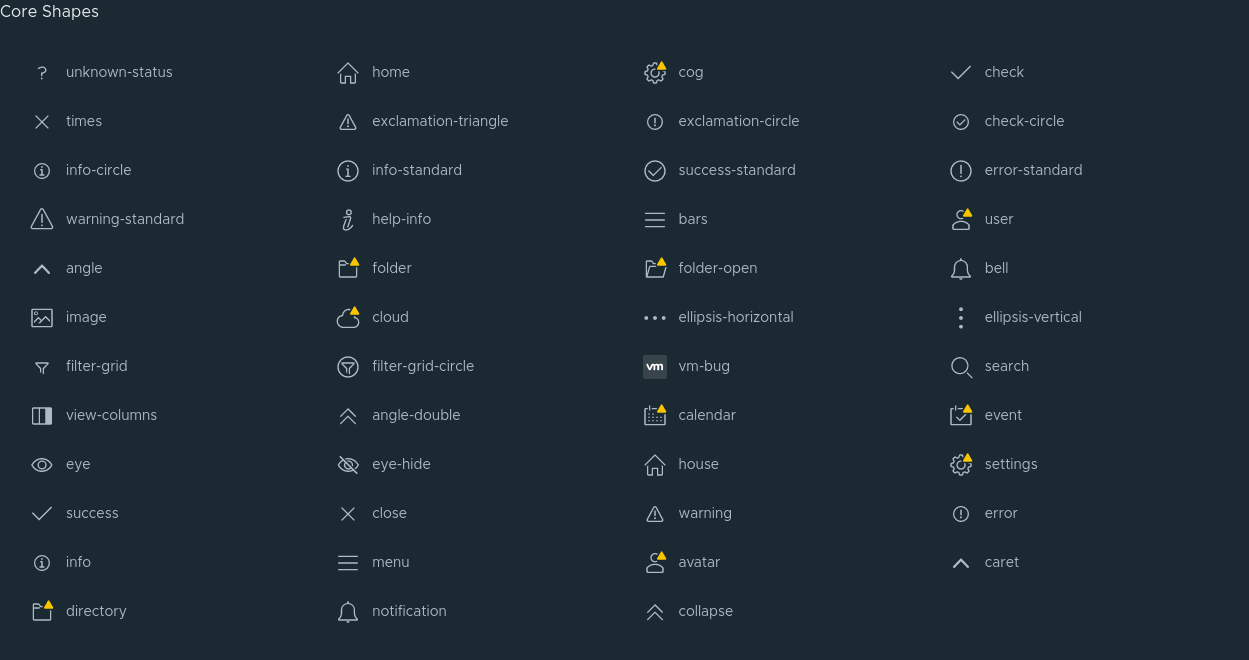 Core Shapes
? unknown-status home cog check
times exclamation-triangle exclamation-circle check-circle
info-circle info-standard success-standard error-standard
warning-standard help-info bars user
angle folder folder-open bell
image cloud ellipsis-horizontal ellipsis-vertical
filter-grid filter-grid-circle vm vm-bug search
view-columns angle-double calendar event
eye eye-hide house settings
success close warning error
info menu avatar caret
directory notification collapse